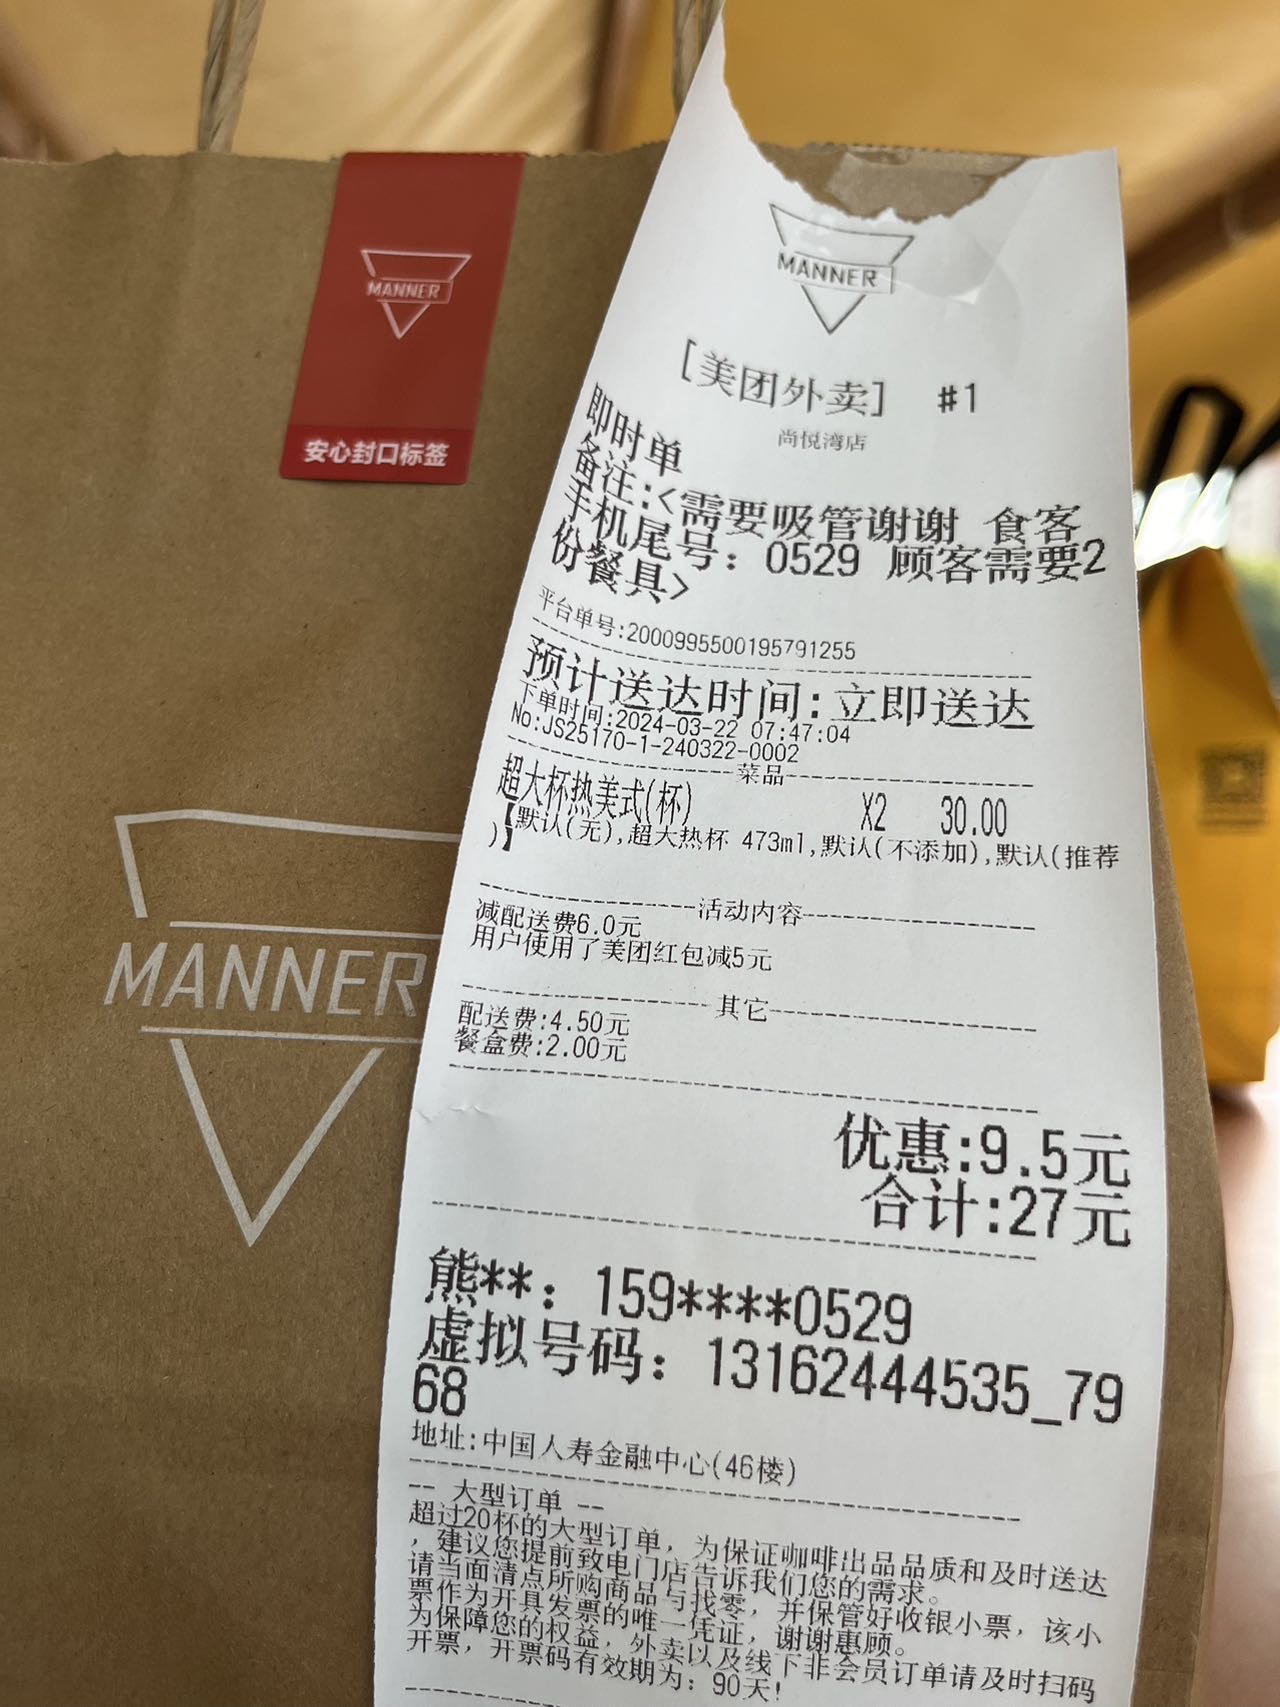 MANNER
安心封口标签
MANNER
MANNER
[美团外卖] #1
尚悦湾店
即时单
备注:<需要吸管谢谢 食客
手机尾号: 0529 顾客需要2
份餐具>
平台单号:2000995500195791255
预计送达时间:立即送达
下单时间:2024-03-22 07:47:04
No:JS25170-1-240322-0002
菜品
超大杯热美式(杯) X2 30.00
【默认(无),超大热杯 473ml,默认(不添加),默认(推荐
)】
活动内容
减配送费6.0元
用户使用了美团红包减5元
其它
配送费:4.50元
餐盒费:2.00元
优惠:9.5元
合计:27元
熊**: 159****0529
虚拟号码: 13162444535_79
68
地址:中国人寿金融中心(46楼)
-- 大型订单 --
超过20杯的大型订单, 为保证咖啡出品品质和及时送达
, 建议您提前致电门店告诉我们您的需求。
请当面清点所购商品与找零, 并保管好收银小票, 该小
票作为开具发票的唯一凭证, 谢谢惠顾。
为保障您的权益, 外卖以及线下非会员订单请及时扫码
开票, 开票码有效期为: 90天!